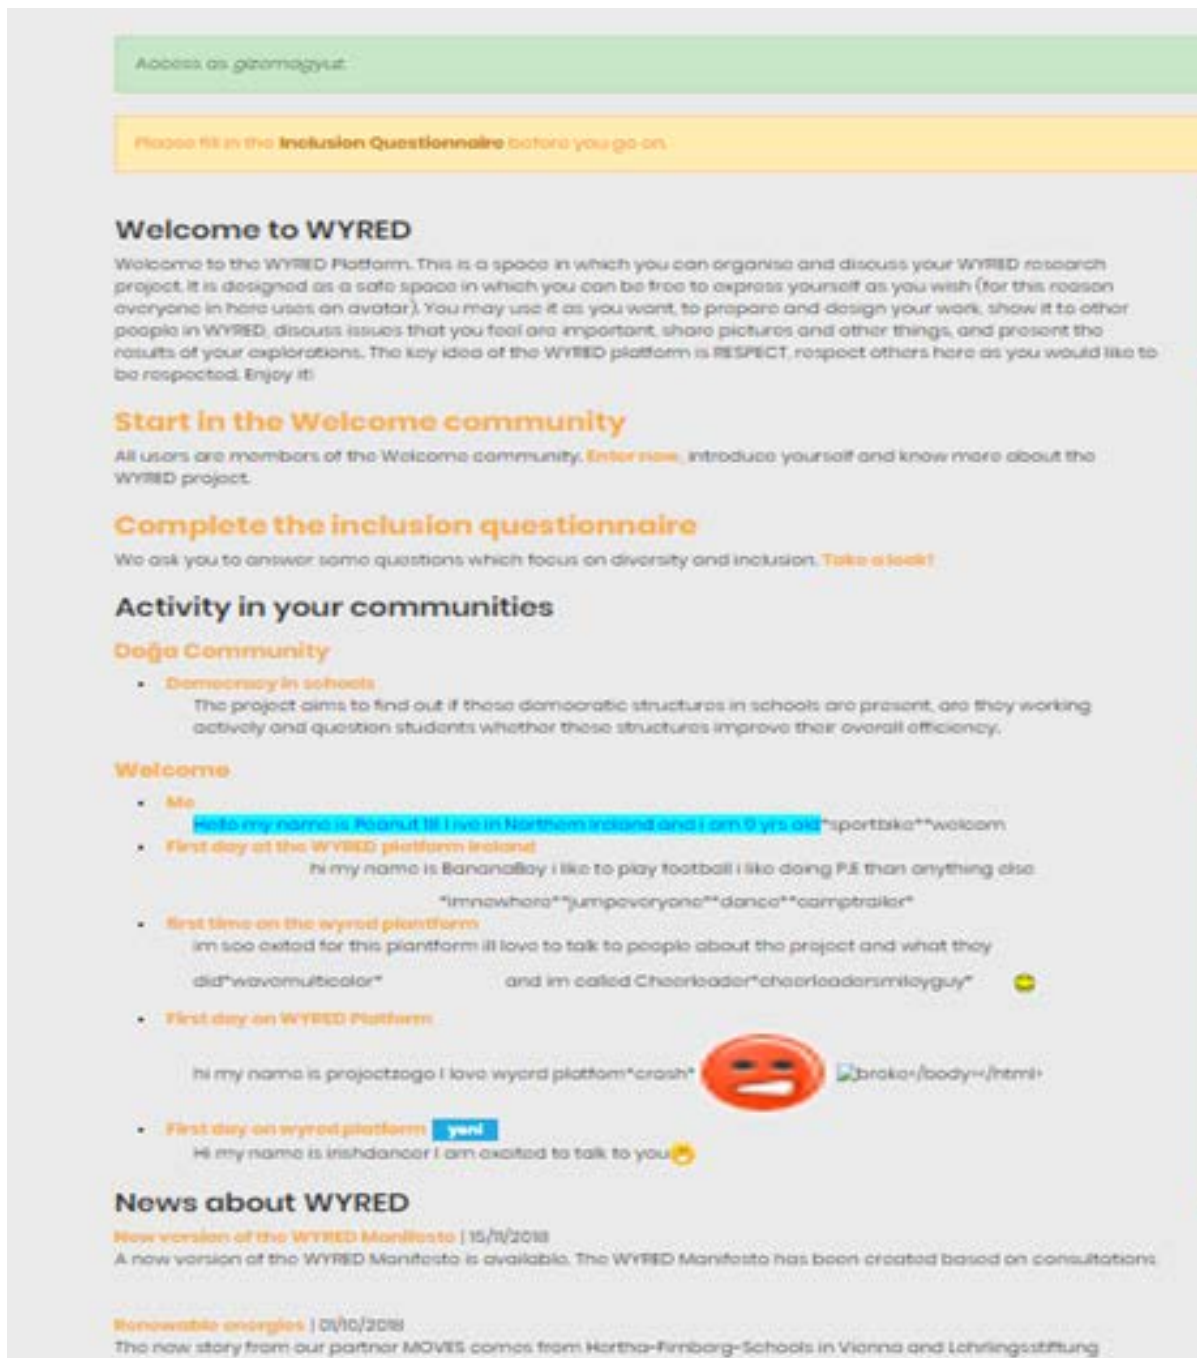 Access as gizemagyuz.
Please fill in the Inclusion Questionnaire before you go on.
Welcome to WYRED
Welcome to the WYRED Platform. This is a space in which you can organise and discuss your WYRED research
project. It is designed as a safe space in which you can be free to express yourself as you wish (for this reason
everyone in here uses an avatar). You may use it as you want, to prepare and design your work, show it to other
people in WYRED, discuss issues that you feel are important, share pictures and other things, and present the
results of your explorations. The key idea of the WYRED platform is RESPECT, respect others here as you would like to
be respected. Enjoy it!
Start in the Welcome community
All users are members of the Welcome community. Enter now, introduce yourself and know more about the
WYRED project.
Complete the inclusion questionnaire
We ask you to answer some questions which focus on diversity and inclusion. Take a look!
Activity in your communities
Doğa Community
• Democracy in schools
The project aims to find out if these democratic structures in schools are present, are they working
actively and question students whether these structures improve their overall efficiency.
Welcome
• Me
Hello my name is Peanut I live in Northern Ireland and I am 9 yrs old*sportbike**welcom
• First day at the WYRED platform Ireland
hi my name is BananaBoy i like to play football i like doing P.E than anything else
*imnewhere**jumpeveryone**dance**camptrailer*
• first time on the wyred plantform
im soo exited for this plantform ill love to talk to people about the project and what they
did*wavemulticolor* and im called Cheerleader*cheerleadersmileyguy*
• First day on WYRED Platform
hi my name is projectzogo I love wyerd platfom*crash* broke</body></html>
• First day on wyred platform yeni
Hi my name is irishdancer I am excited to talk to you
News about WYRED
New version of the WYRED Manifesto | 15/11/2018
A new version of the WYRED Manifesto is available. The WYRED Manifesto has been created based on consultations
Renewable energies | 01/10/2018
The new story from our partner MOVES comes from Hertha-Firnberg-Schools in Vienna and Lehrlingsstiftung